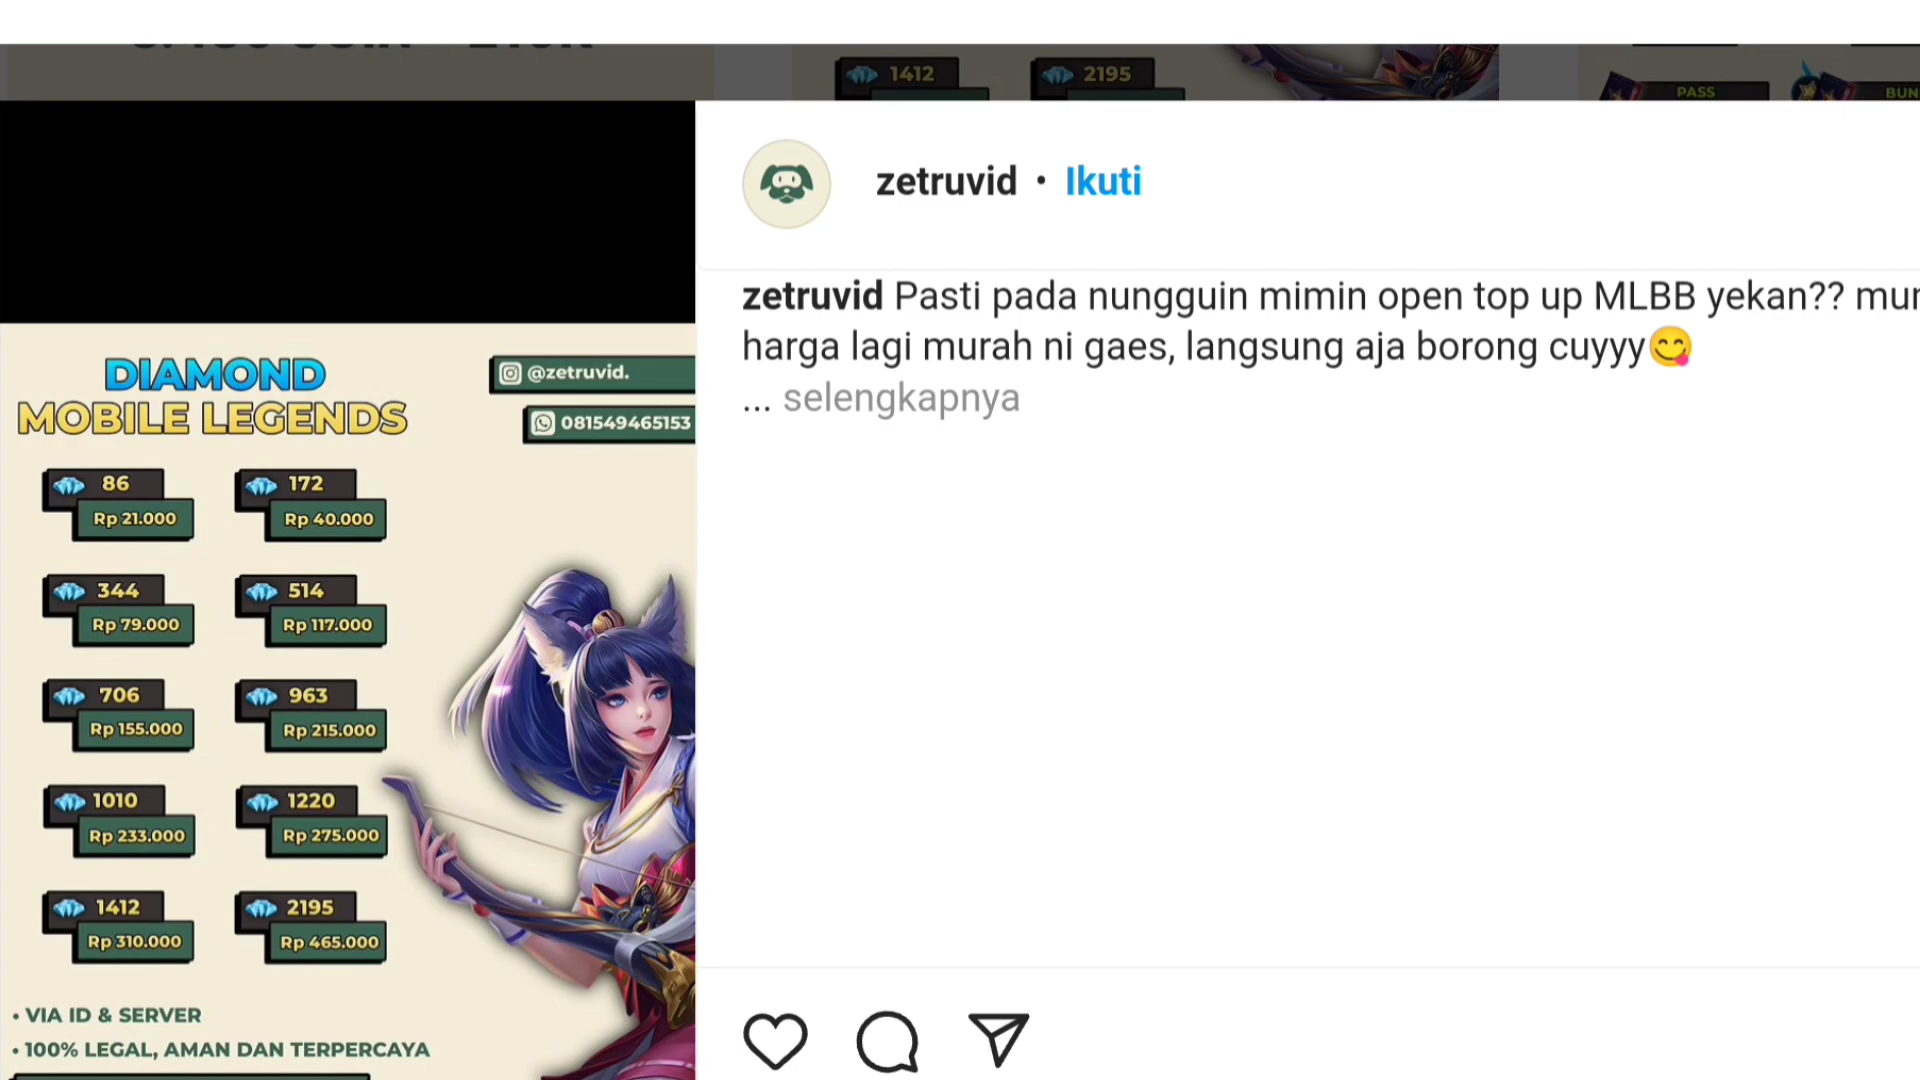 1412
2195
PASS
BUN
zetruvid • Ikuti
zetruvid Pasti pada nungguin mimin open top up MLBB yekan?? mu
harga lagi murah ni gaes, langsung aja borong cuyyy😋
... selengkapnya
DIAMOND
MOBILE LEGENDS
@zetruvid.
081549465153
86
Rp 21.000
172
Rp 40.000
344
Rp 79.000
514
Rp 117.000
706
Rp 155.000
963
Rp 215.000
1010
Rp 233.000
1220
Rp 275.000
1412
Rp 310.000
2195
Rp 465.000
• VIA ID & SERVER
• 100% LEGAL, AMAN DAN TERPERCAYA